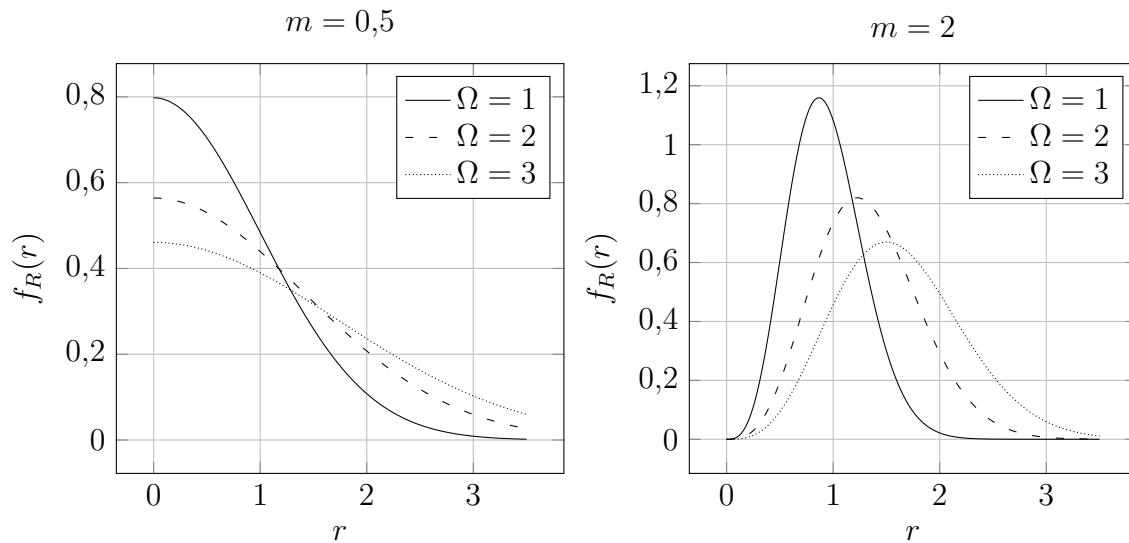 m = 0,5
0,8
0,6
0,4
0,2
0
f_R(r)
0 1 2 3
r
Ω = 1
Ω = 2
Ω = 3
m = 2
1,2
1
0,8
0,6
0,4
0,2
0
f_R(r)
0 1 2 3
r
Ω = 1
Ω = 2
Ω = 3